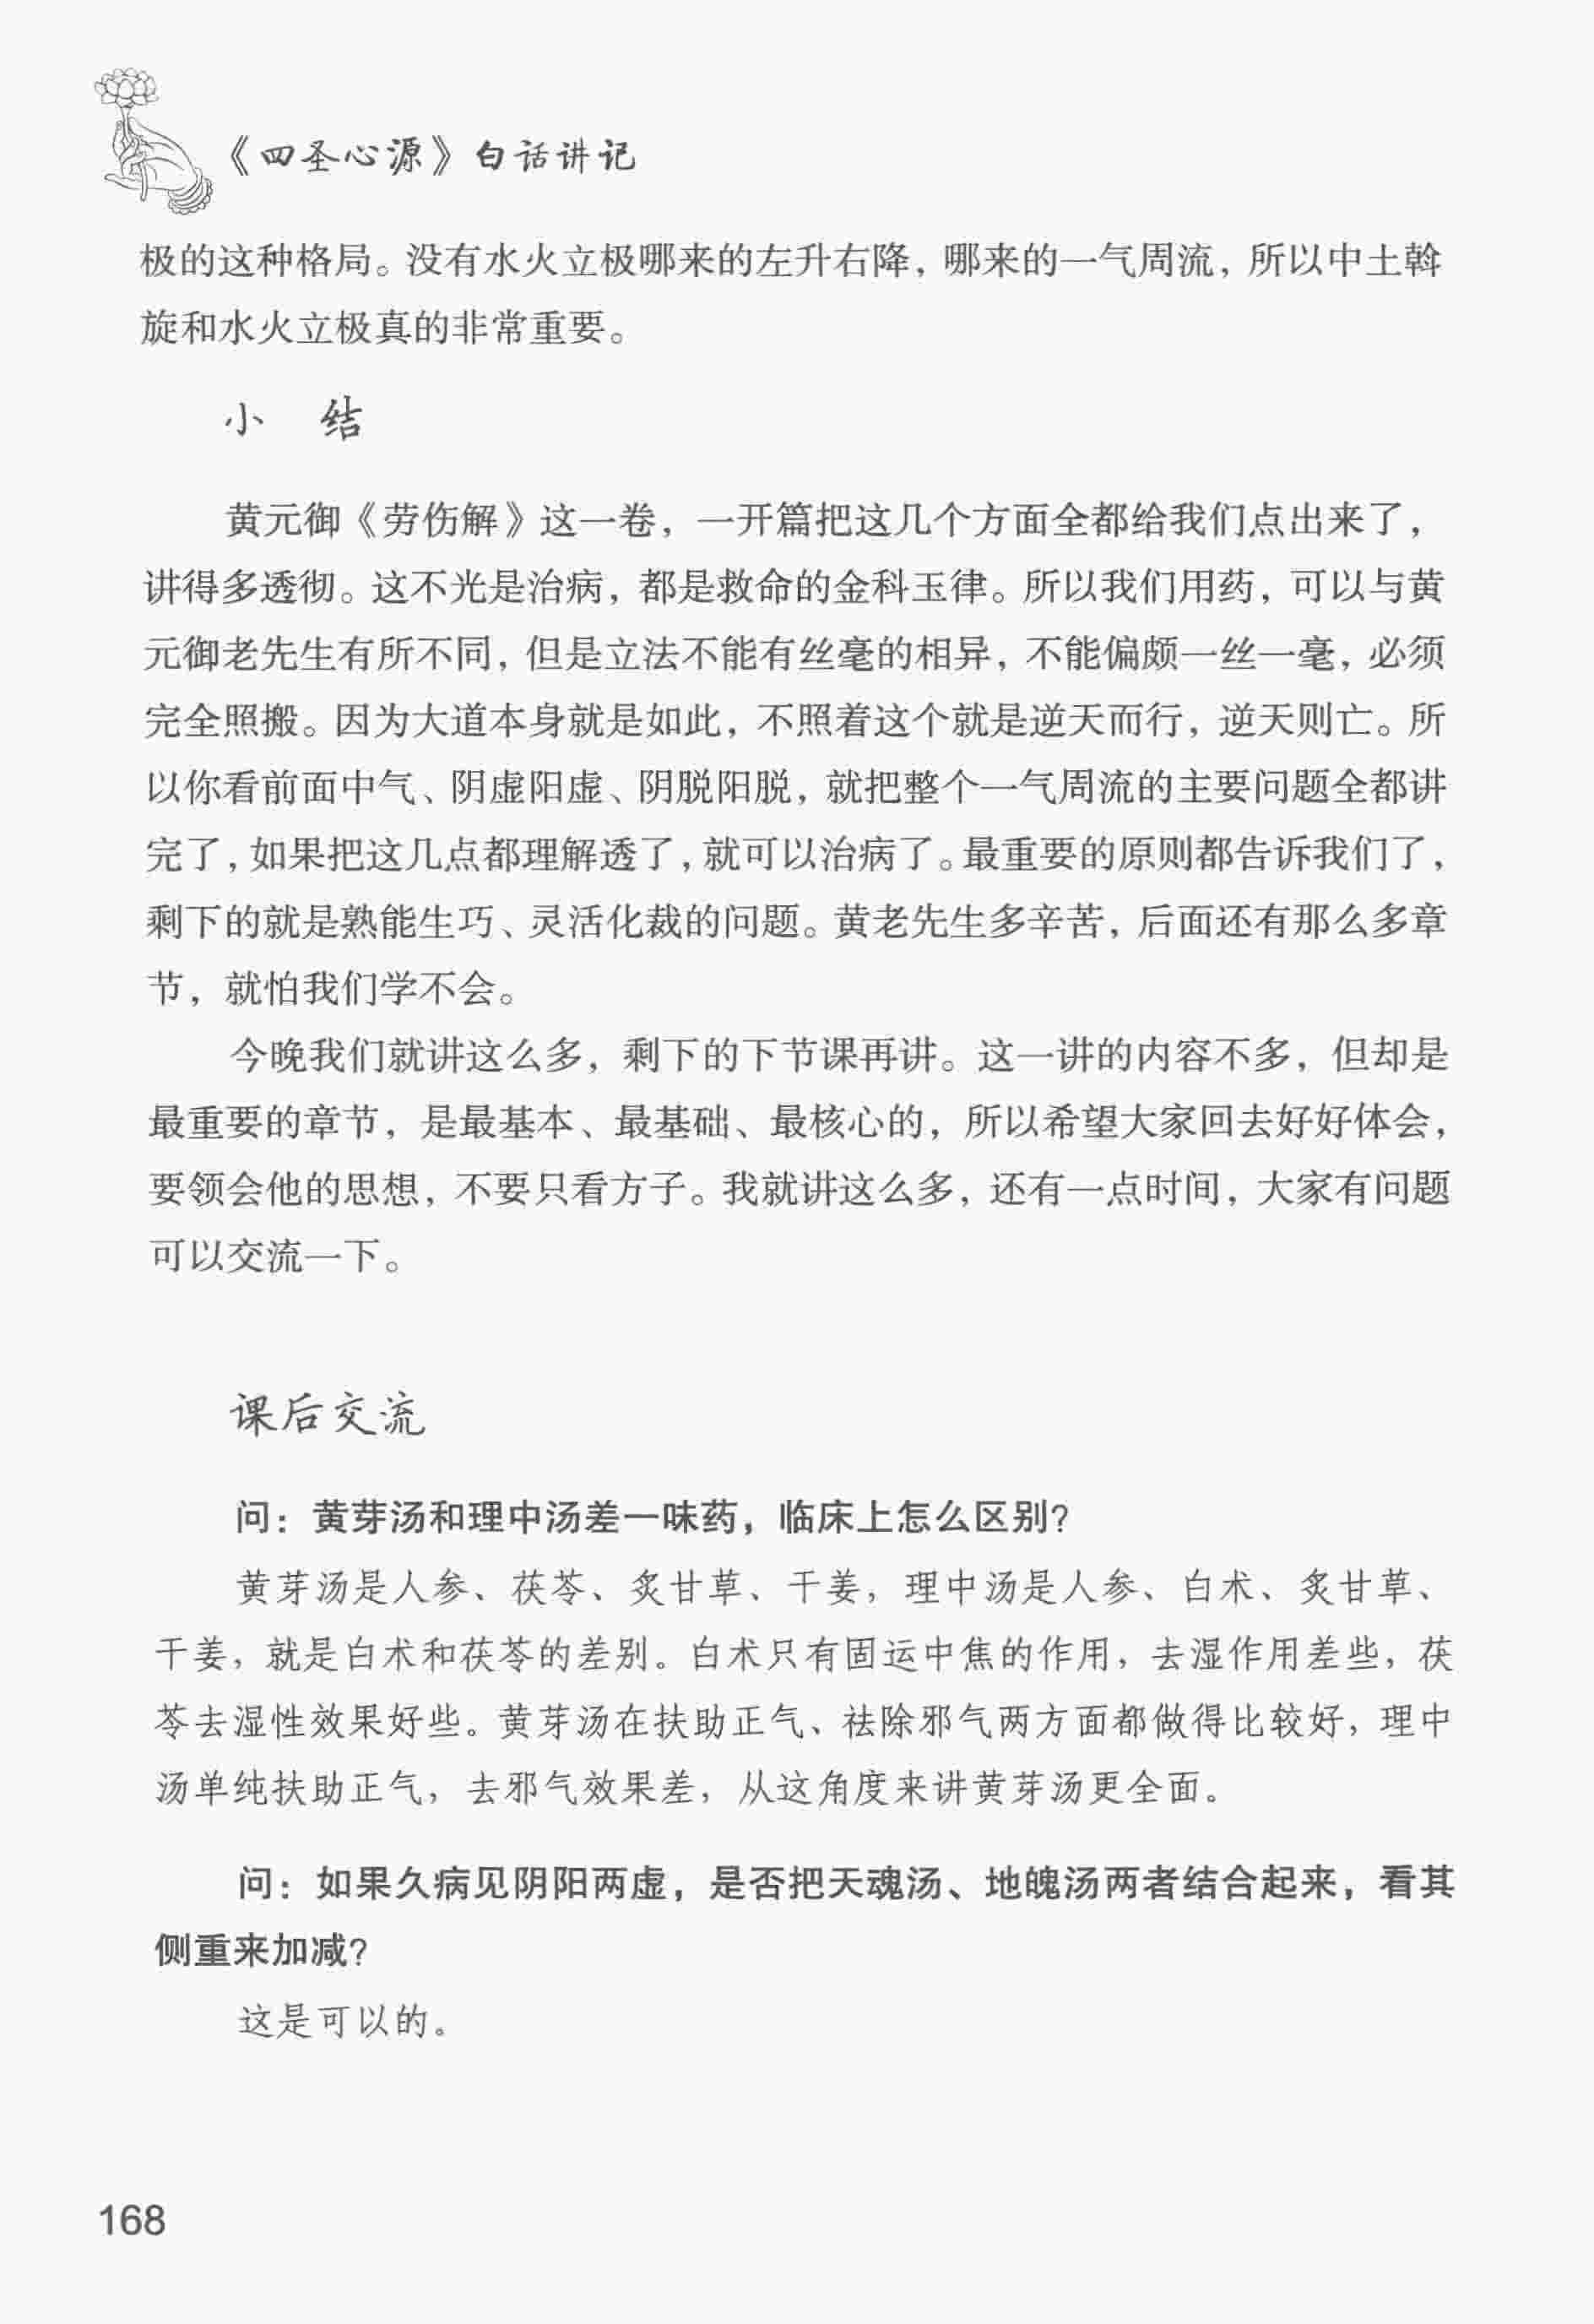 《四圣心源》白话讲记
极的这种格局。没有水火立极哪来的左升右降，哪来的一气周流，所以中土斡
旋和水火立极真的非常重要。
小 结
黄元御《劳伤解》这一卷，一开篇把这几个方面全都给我们点出来了，
讲得多透彻。这不光是治病，都是救命的金科玉律。所以我们用药，可以与黄
元御老先生有所不同，但是立法不能有丝毫的相异，不能偏颇一丝一毫，必须
完全照搬。因为大道本身就是如此，不照着这个就是逆天而行，逆天则亡。所
以你看前面中气、阴虚阳虚、阴脱阳脱，就把整个一气周流的主要问题全都讲
完了，如果把这几点都理解透了，就可以治病了。最重要的原则都告诉我们了，
剩下的就是熟能生巧、灵活化裁的问题。黄老先生多辛苦，后面还有那么多章
节，就怕我们学不会。
今晚我们就讲这么多，剩下的下节课再讲。这一讲的内容不多，但却是
最重要的章节，是最基本、最基础、最核心的，所以希望大家回去好好体会，
要领会他的思想，不要只看方子。我就讲这么多，还有一点时间，大家有问题
可以交流一下。
课后交流
问：黄芽汤和理中汤差一味药，临床上怎么区别？
黄芽汤是人参、茯苓、炙甘草、干姜，理中汤是人参、白术、炙甘草、
干姜，就是白术和茯苓的差别。白术只有固运中焦的作用，去湿作用差些，茯
苓去湿性效果好些。黄芽汤在扶助正气、祛除邪气两方面都做得比较好，理中
汤单纯扶助正气，去邪气效果差，从这角度来讲黄芽汤更全面。
问：如果久病见阴阳两虚，是否把天魂汤、地魄汤两者结合起来，看其
侧重来加减？
这是可以的。
168